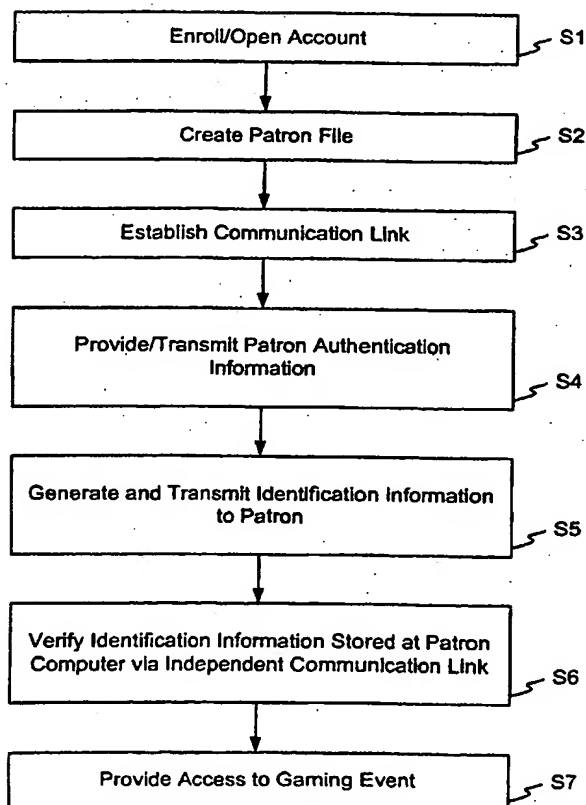 Enroll/Open Account
S1
Create Patron File
S2
Establish Communication Link
S3
Provide/Transmit Patron Authentication
Information
S4
Generate and Transmit Identification Information
to Patron
S5
Verify Identification Information Stored at Patron
Computer via Independent Communication Link
S6
Provide Access to Gaming Event
S7